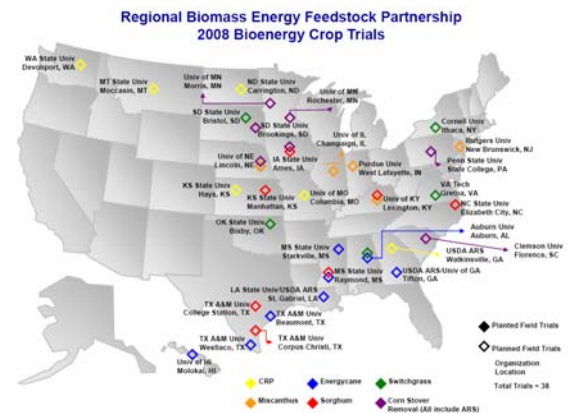 Regional Biomass Energy Feedstock Partnership
2008 Bioenergy Crop Trials
WA State Univ
Devonport, WA
MT State Univ
Moccasin, MT
Univ of MN
Morris, MN
ND State Univ
Carrington, ND
Univ of MN
Rochester, MN
SD State Univ
Bristol, SD
SD State Univ
Brookings, SD
Univ of IL
Champaign, IL
Cornell Univ
Ithaca, NY
Rutgers Univ
New Brunswick, NJ
Penn State Univ
State College, PA
Univ of NE
Lincoln, NE
IA State Univ
Ames, IA
Purdue Univ
West Lafayette, IN
KS State Univ
Hays, KS
KS State Univ
Manhattan, KS
Univ of MO
Columbia, MO
Univ of KY
Lexington, KY
VA Tech
Gretna, VA
NC State Univ
Elizabeth City, NC
OK State Univ
Bixby, OK
Auburn Univ
Auburn, AL
MS State Univ
Starkville, MS
Clemson Univ
Florence, SC
USDA ARS
Watkinsville, GA
MS State Univ
Raymond, MS
USDA ARS/Univ of GA
Tifton, GA
LA State Univ/USDA ARS
St. Gabriel, LA
TX A&M Univ
College Station, TX
TX A&M Univ
Beaumont, TX
TX A&M Univ
Corpus Christi, TX
TX A&M Univ
Weslaco, TX
Univ of HI
Molokai, HI
Planted Field Trials
Planned Field Trials
Organization
Location
Total Trials = 38
CRP
Energycane
Switchgrass
Miscanthus
Sorghum
Corn Stover
Removal (All include ARS)